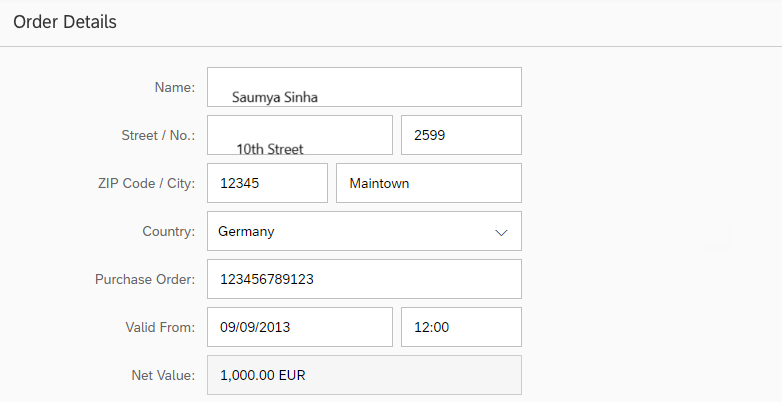 Order Details
Name: Saumya Sinha
Street / No.: 10th Street 2599
ZIP Code / City: 12345 Maintown
Country: Germany
Purchase Order: 123456789123
Valid From: 09/09/2013 12:00
Net Value: 1,000.00 EUR